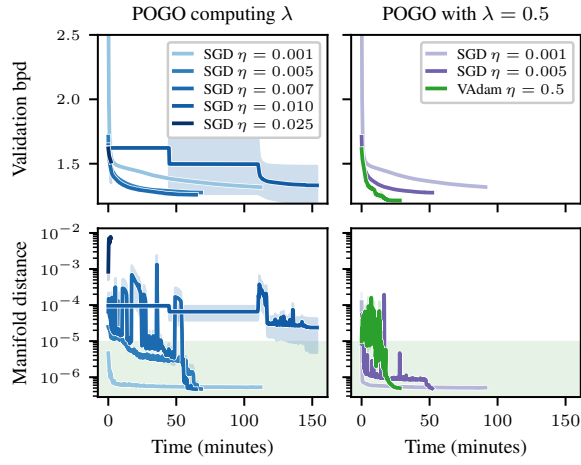 POGO computing λ
POGO with λ = 0.5
Validation bpd
2.5
2.0
1.5
SGD η = 0.001
SGD η = 0.005
SGD η = 0.007
SGD η = 0.010
SGD η = 0.025
SGD η = 0.001
SGD η = 0.005
VAdam η = 0.5
Manifold distance
10⁻²
10⁻³
10⁻⁴
10⁻⁵
10⁻⁶
0 50 100 150
0 50 100 150
Time (minutes)
Time (minutes)